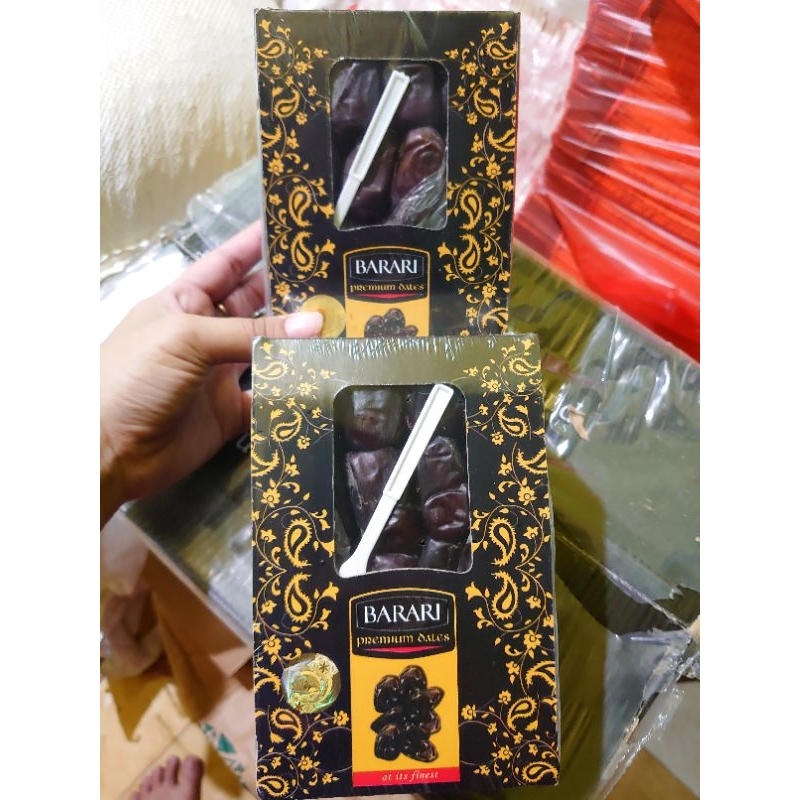 BARARI
premium dates
BARARI
premium dates
at its finest